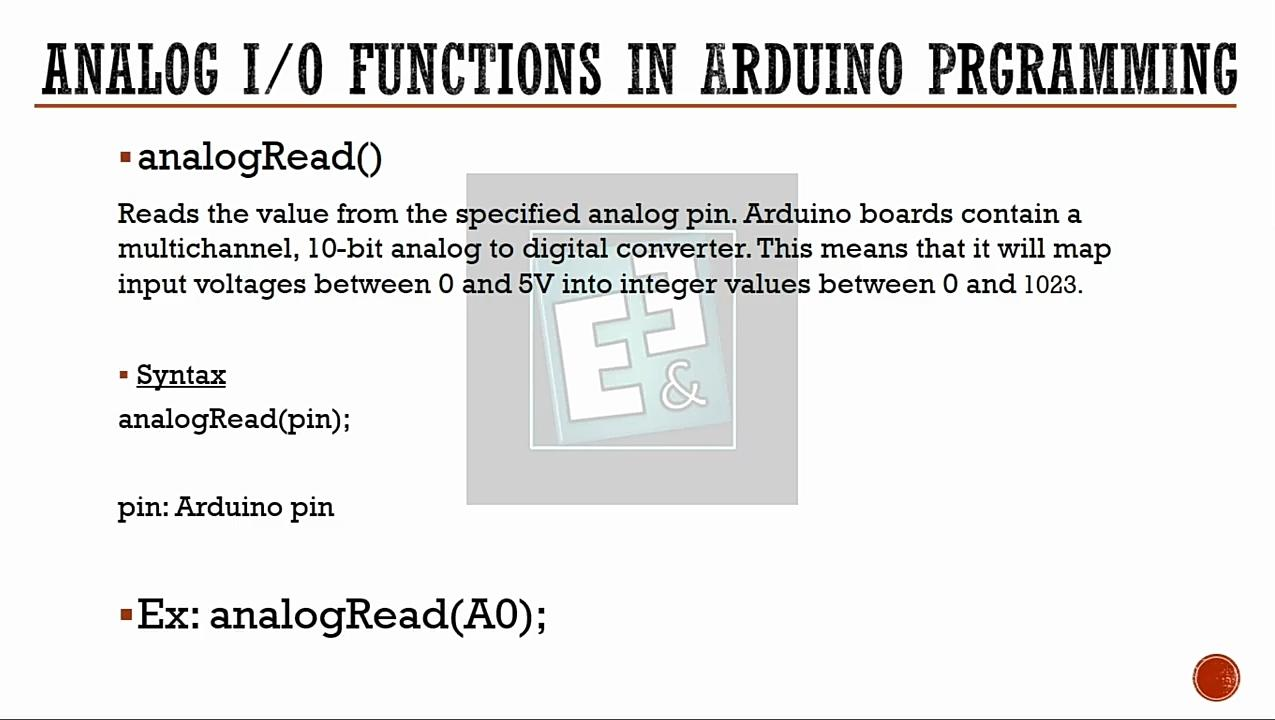 ANALOG I/O FUNCTIONS IN ARDUINO PRGRAMMING
analogRead()
Reads the value from the specified analog pin. Arduino boards contain a
multichannel, 10-bit analog to digital converter. This means that it will map
input voltages between 0 and 5V into integer values between 0 and 1023.
Syntax
analogRead(pin);
E&E
pin: Arduino pin
Ex: analogRead(A0);